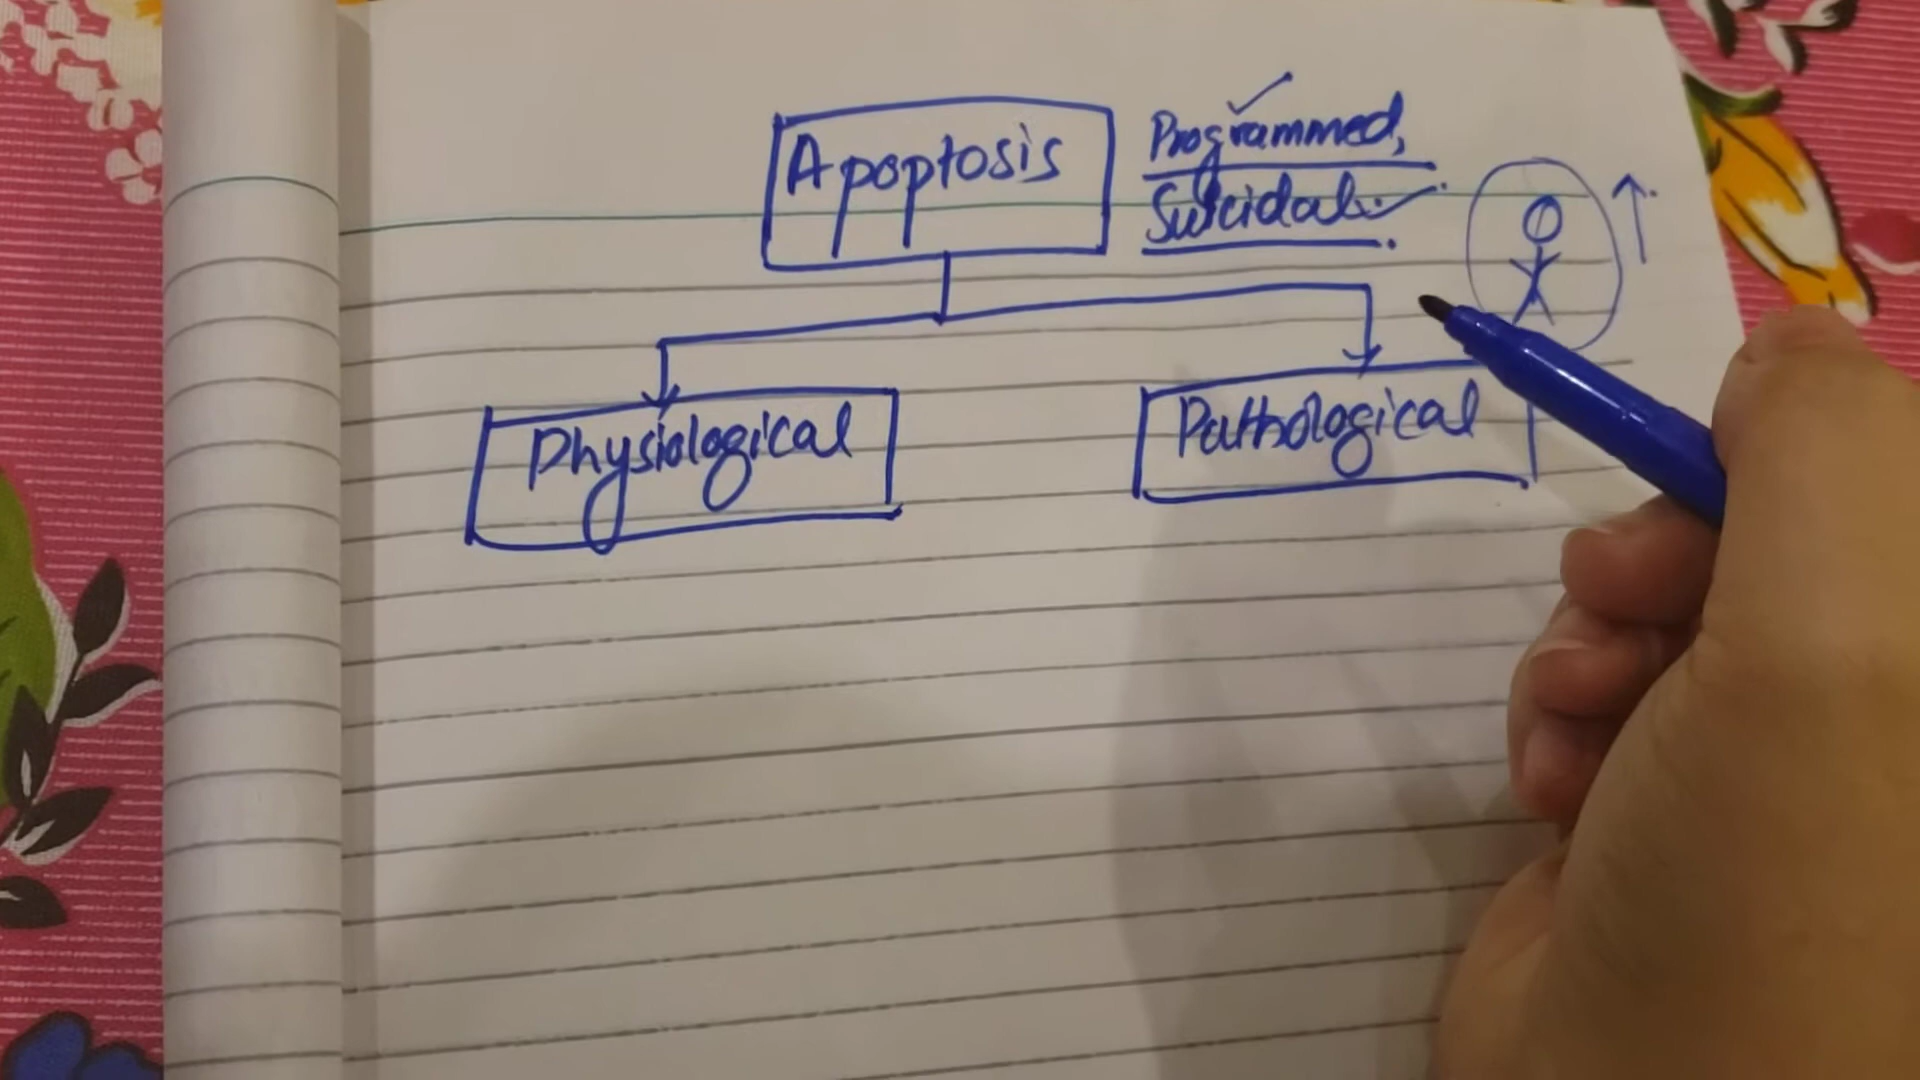 Apoptosis
Programmed,
Suicidal.
Physiological
Pathological